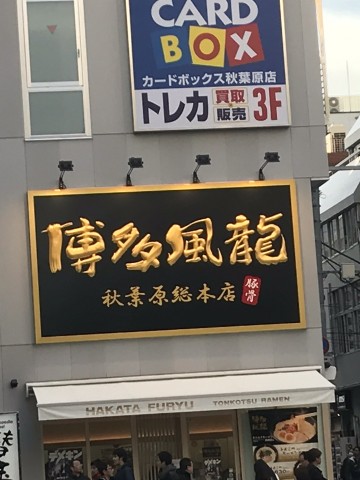 CARD
BOX
カードボックス秋葉原店
トレカ 買取 販売 3F
博多風龍
秋葉原総本店 豚骨
HAKATA FURYU TONKOTSU RAMEN